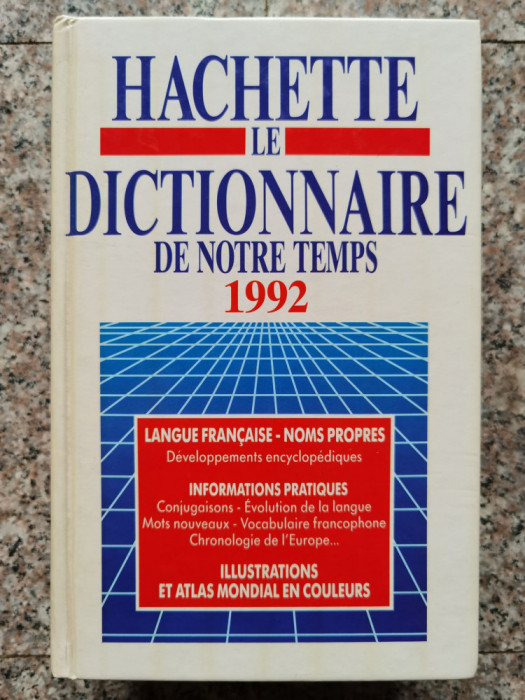 HACHETTE
LE
DICTIONNAIRE
DE NOTRE TEMPS
1992
LANGUE FRANÇAISE - NOMS PROPRES
Développements encyclopédiques
INFORMATIONS PRATIQUES
Conjugaisons - Évolution de la langue
Mots nouveaux - Vocabulaire francophone
Chronologie de l'Europe...
ILLUSTRATIONS
ET ATLAS MONDIAL EN COULEURS